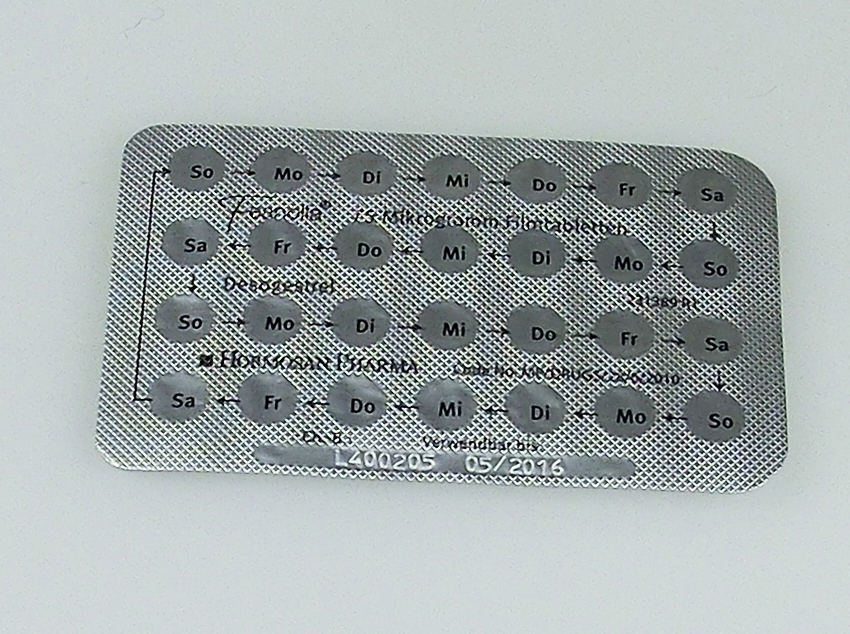 So Mo Di Mi Do Fr Sa
75 Mikrogramm Filmtabletten
Sa Fr Do Mi Di Mo So
Desogestrel
So Mo Di Mi Do Fr Sa
HORMOSAN PHARMA Code No.
Sa Fr Do Mi Di Mo So
Ch.-B.: Verwendbar bis:
L400205 05/2016